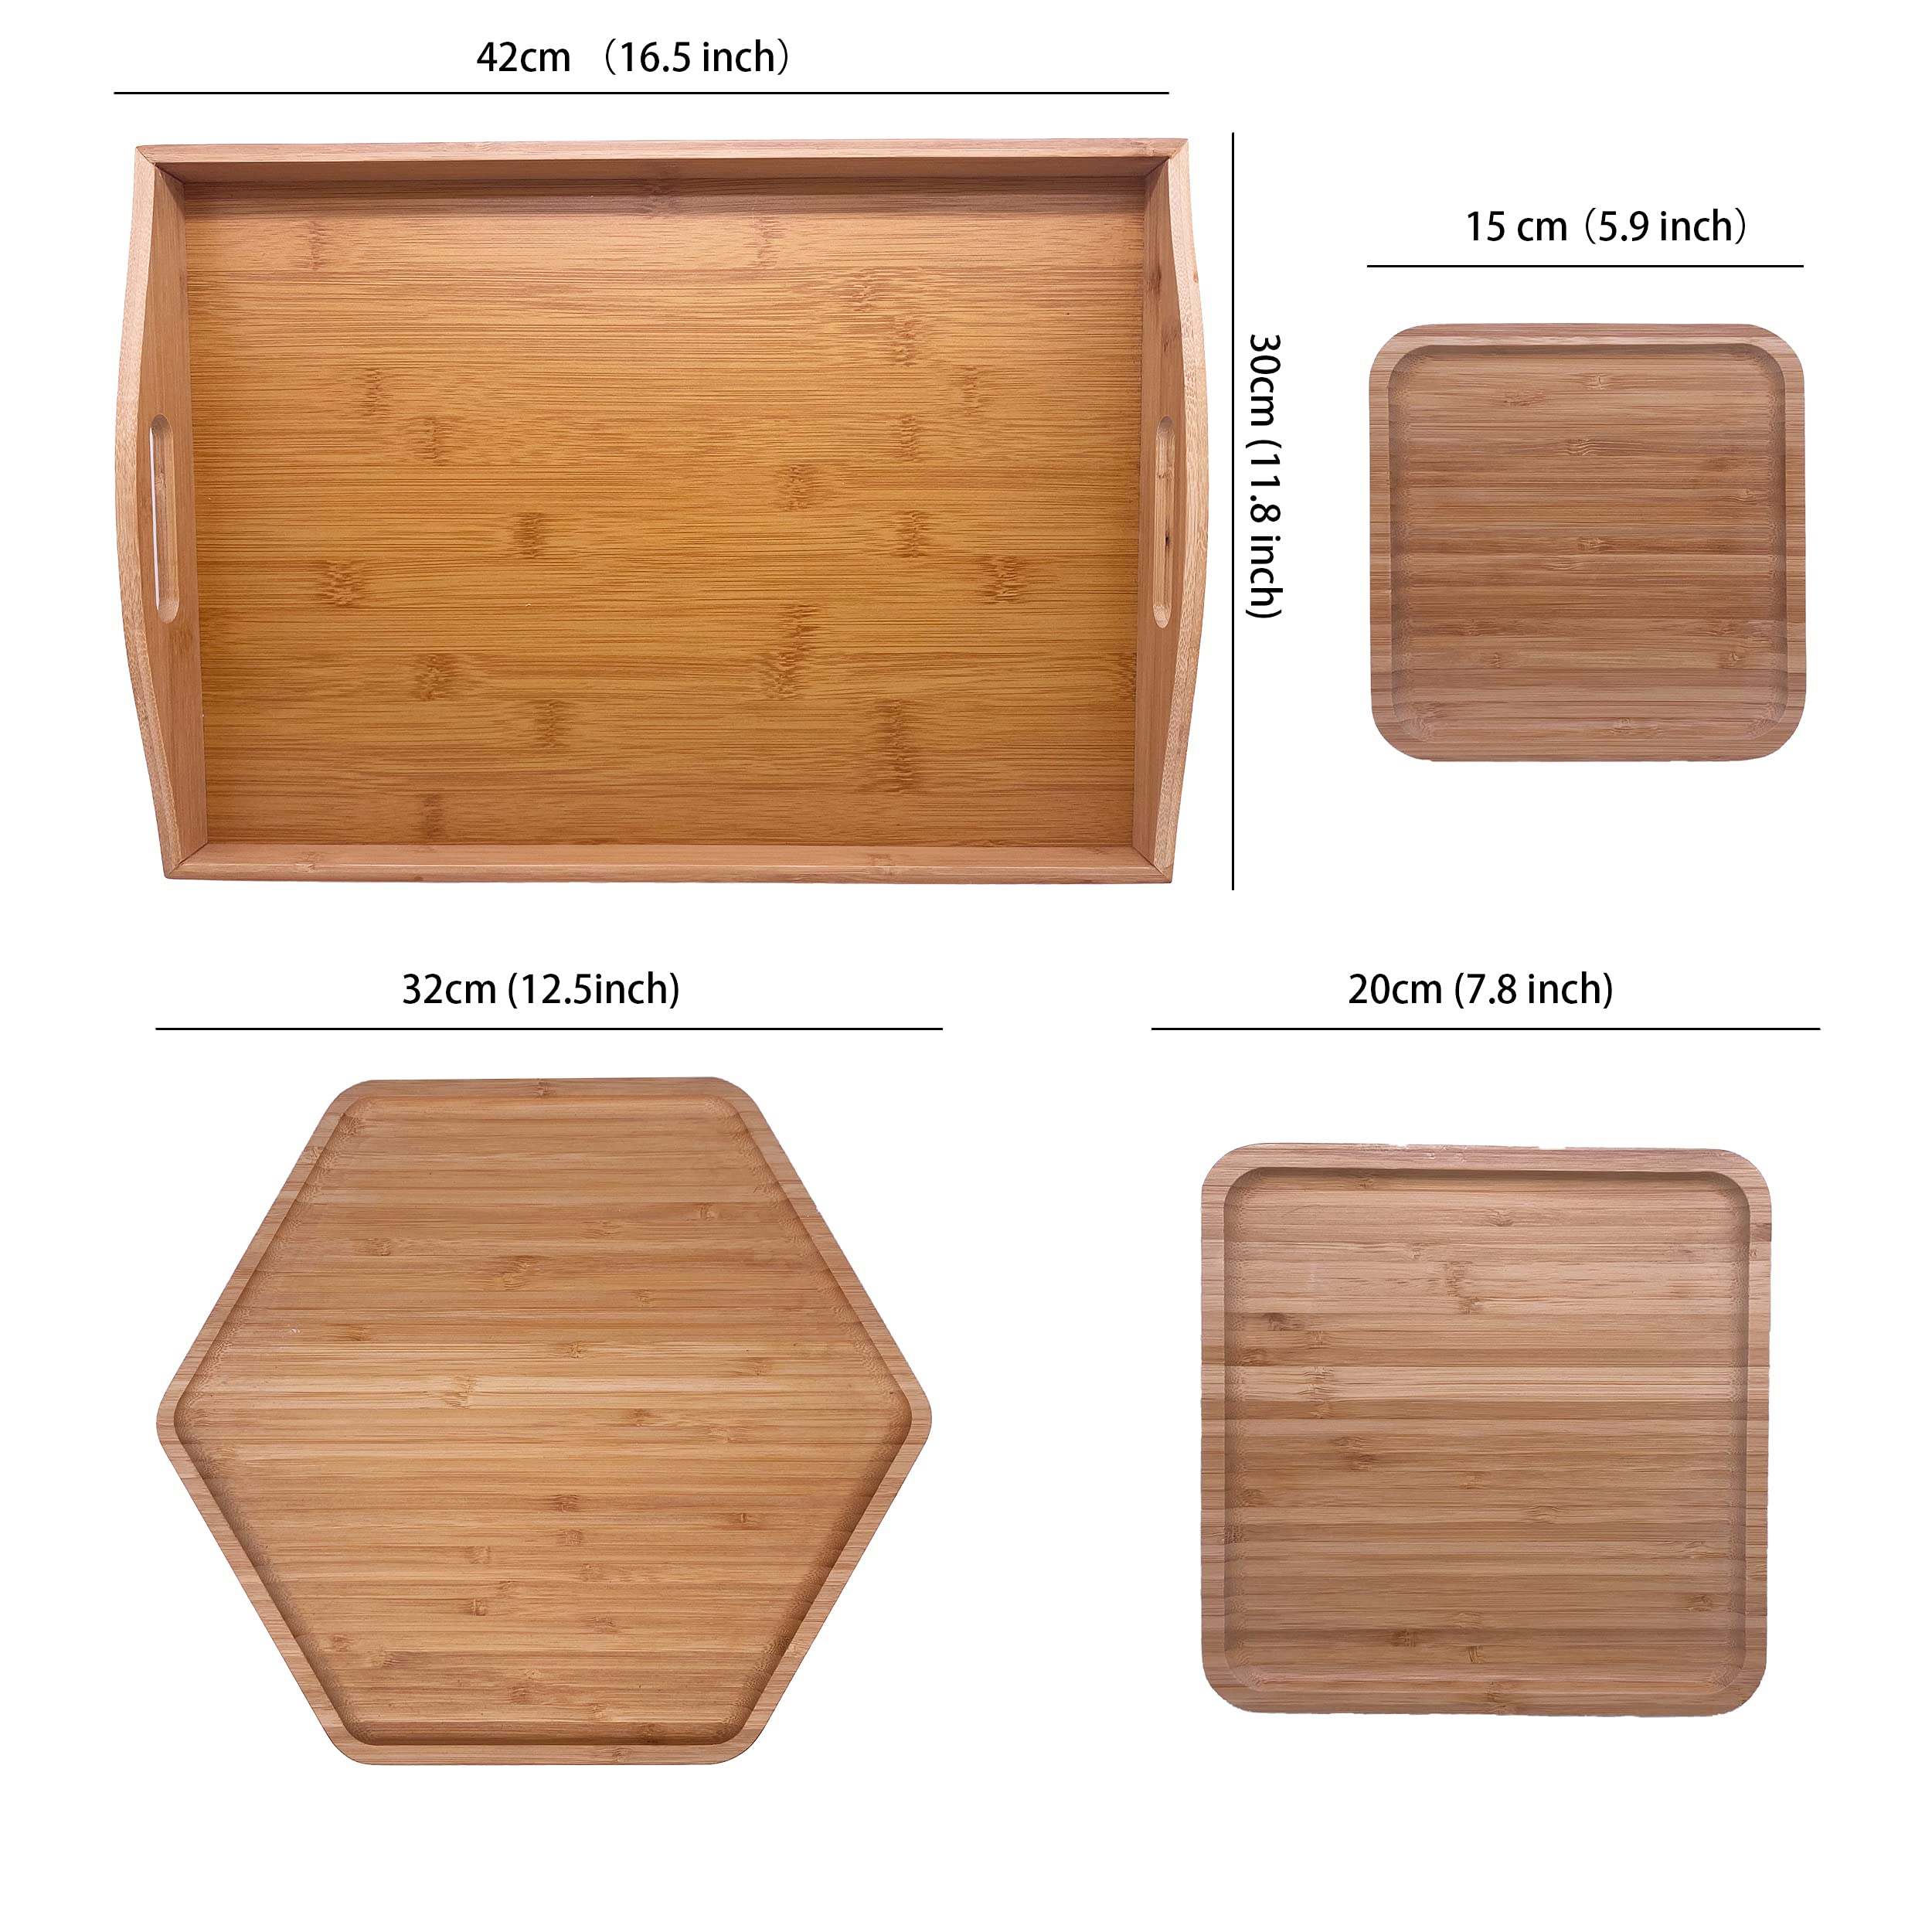 42cm （16.5 inch）
15 cm（5.9 inch）
30cm (11.8 inch)
32cm (12.5inch)
20cm (7.8 inch)